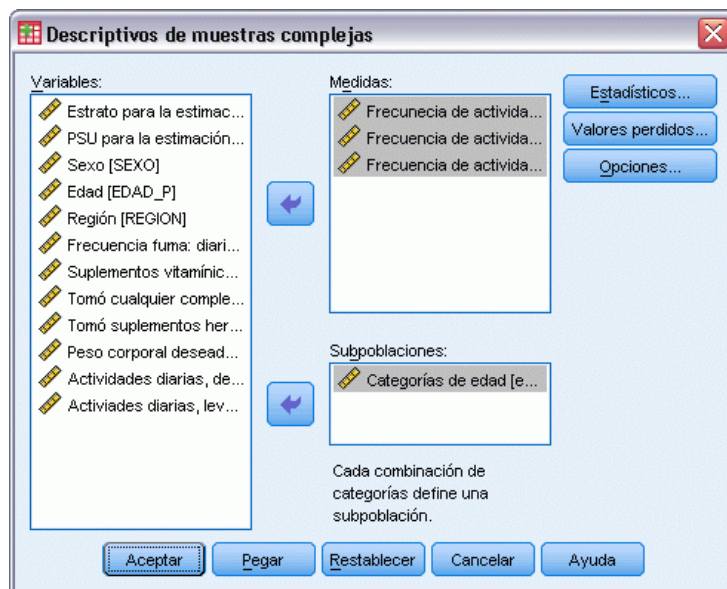 Descriptivos de muestras complejas
Variables:
Estrato para la estimac...
PSU para la estimación...
Sexo [SEXO]
Edad [EDAD_P]
Región [REGION]
Frecuencia fuma: diari...
Suplementos vitamínic...
Tomó cualquier comple...
Tomó suplementos her...
Peso corporal desead...
Actividades diarias, de...
Activiades diarias, lev...
Medidas:
Frecunecia de activida...
Frecuencia de activida...
Frecuencia de activida...
Subpoblaciones:
Categorías de edad [e...
Cada combinación de
categorías define una
subpoblación.
Estadísticos...
Valores perdidos...
Opciones...
Aceptar
Pegar
Restablecer
Cancelar
Ayuda